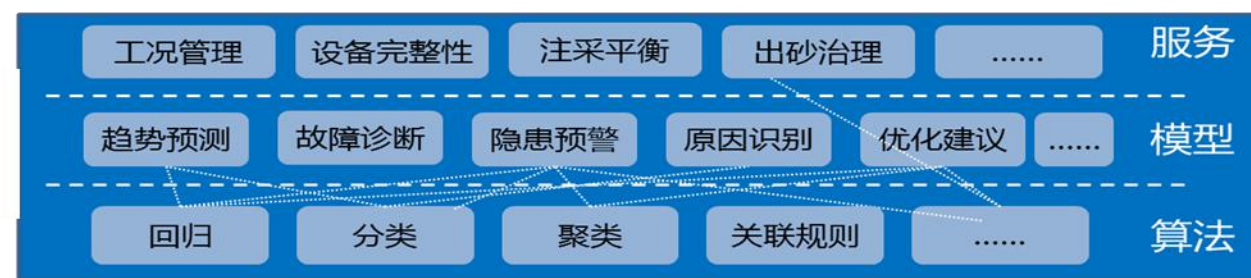 工况管理 设备完整性 注采平衡 出砂治理 ...... 服务
趋势预测 故障诊断 隐患预警 原因识别 优化建议 ...... 模型
回归 分类 聚类 关联规则 ...... 算法